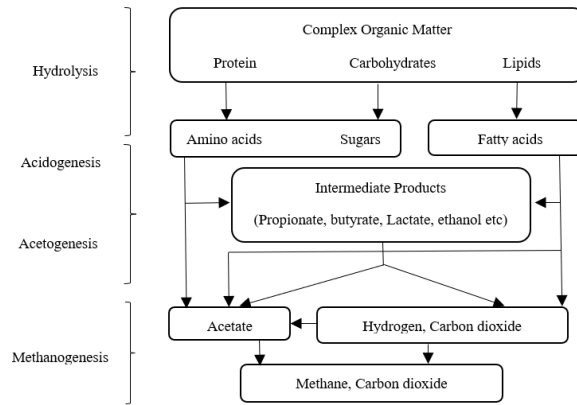 Complex Organic Matter
Hydrolysis
Protein Carbohydrates Lipids
Amino acids Sugars Fatty acids
Acidogenesis
Intermediate Products
(Propionate, butyrate, Lactate, ethanol etc)
Acetogenesis
Acetate Hydrogen, Carbon dioxide
Methanogenesis
Methane, Carbon dioxide